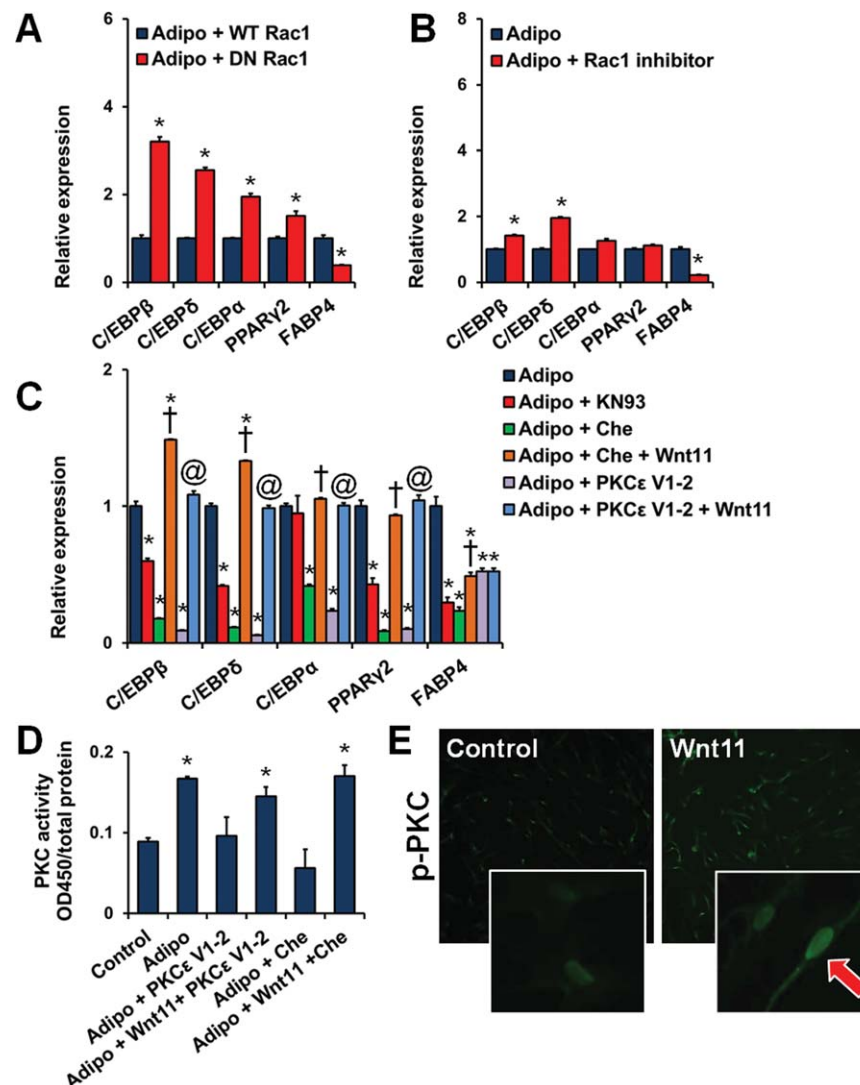 A
Adipo + WT Rac1
Adipo + DN Rac1
Relative expression
6
4
2
0
*
*
*
*
*
C/EBPβ
C/EBPδ
C/EBPα
PPARγ2
FABP4
B
Adipo
Adipo + Rac1 inhibitor
Relative expression
8
6
4
2
0
*
*
*
C/EBPβ
C/EBPδ
C/EBPα
PPARγ2
FABP4
C
Adipo
Adipo + KN93
Adipo + Che
Adipo + Che + Wnt11
Adipo + PKCε V1-2
Adipo + PKCε V1-2 + Wnt11
Relative expression
2
1
0
* * * † * @
* * * † * @
* † * @
* * † * @
* * * † * *
C/EBPβ
C/EBPδ
C/EBPα
PPARγ2
FABP4
D
PKC activity
OD450/total protein
0.2
0.1
0
*
*
*
Control
Adipo
Adipo + PKCε V1-2
Adipo + Wnt11+ PKCε V1-2
Adipo + Che
Adipo + Wnt11 +Che
E
p-PKC
Control
Wnt11